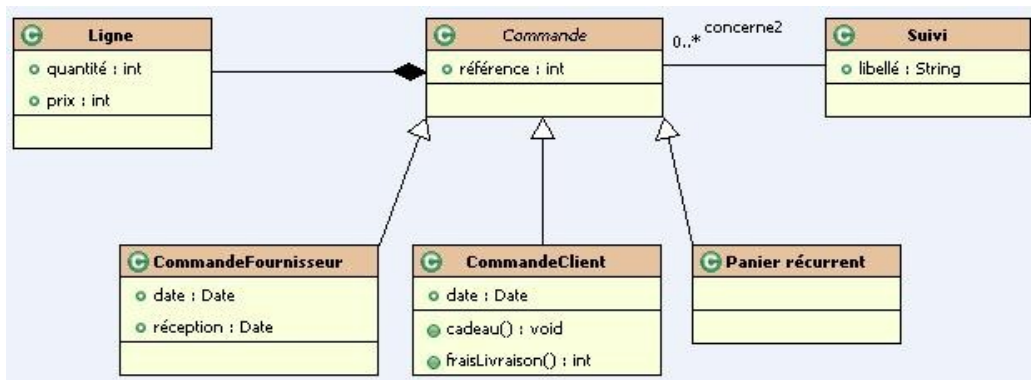 Ligne
quantité : int
prix : int
Commande
référence : int
0..* concerne2
Suivi
libellé : String
CommandeFournisseur
date : Date
réception : Date
CommandeClient
date : Date
cadeau() : void
fraisLivraison() : int
Panier récurrent